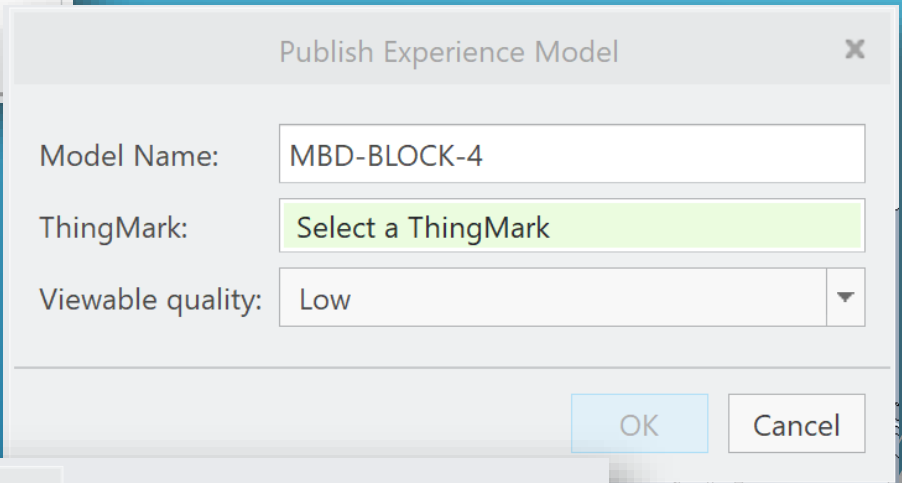 Publish Experience Model
Model Name: MBD-BLOCK-4
ThingMark: Select a ThingMark
Viewable quality: Low
OK Cancel